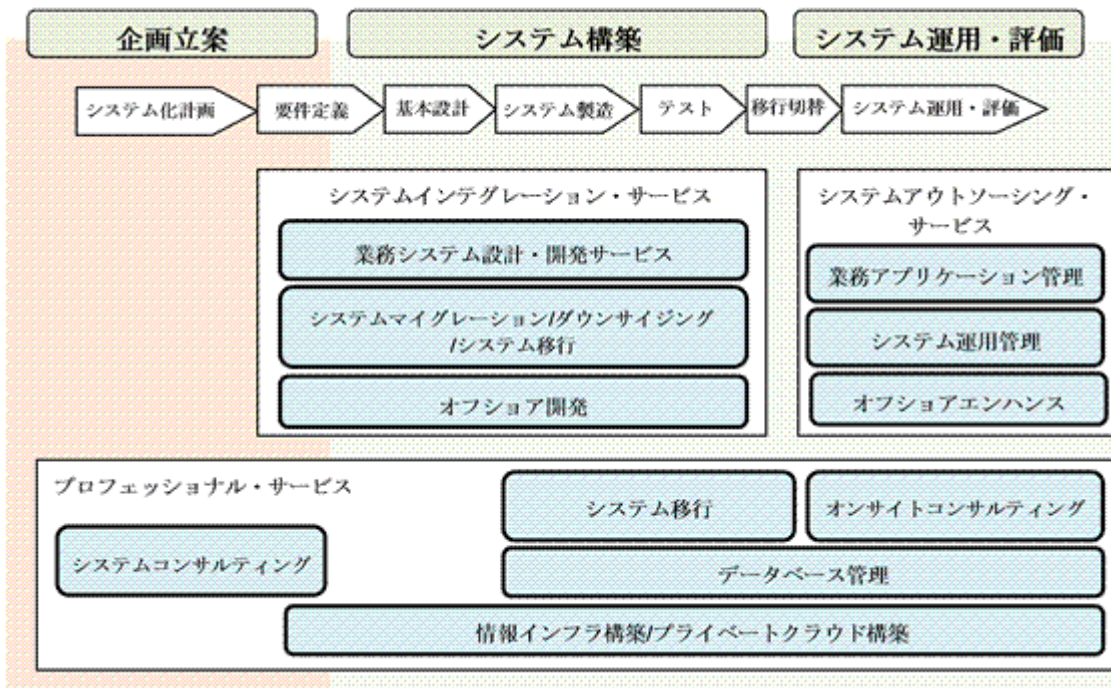 企画立案
システム構築
システム運用・評価
システム化計画
要件定義
基本設計
システム製造
テスト
移行切替
システム運用・評価
システムインテグレーション・サービス
業務システム設計・開発サービス
システムマイグレーション/ダウンサイジング
/システム移行
オフショア開発
システムアウトソーシング・
サービス
業務アプリケーション管理
システム運用管理
オフショアエンハンス
プロフェッショナル・サービス
システム移行
オンサイトコンサルティング
システムコンサルティング
データベース管理
情報インフラ構築/プライベートクラウド構築